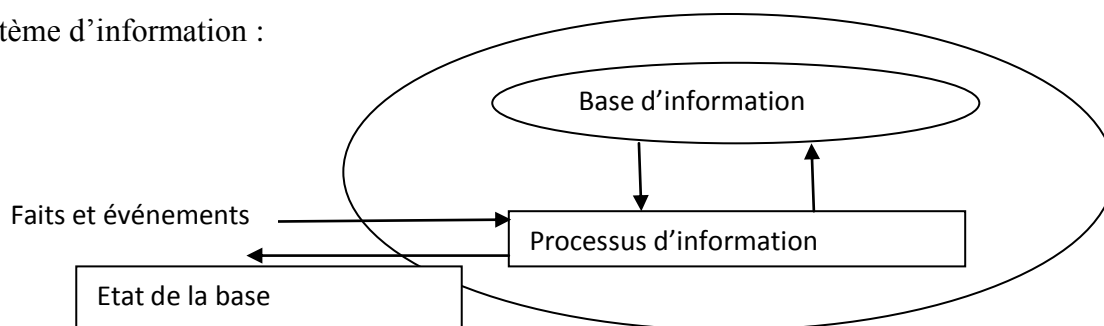 tème d’information :
Base d’information
Faits et événements
Processus d’information
Etat de la base